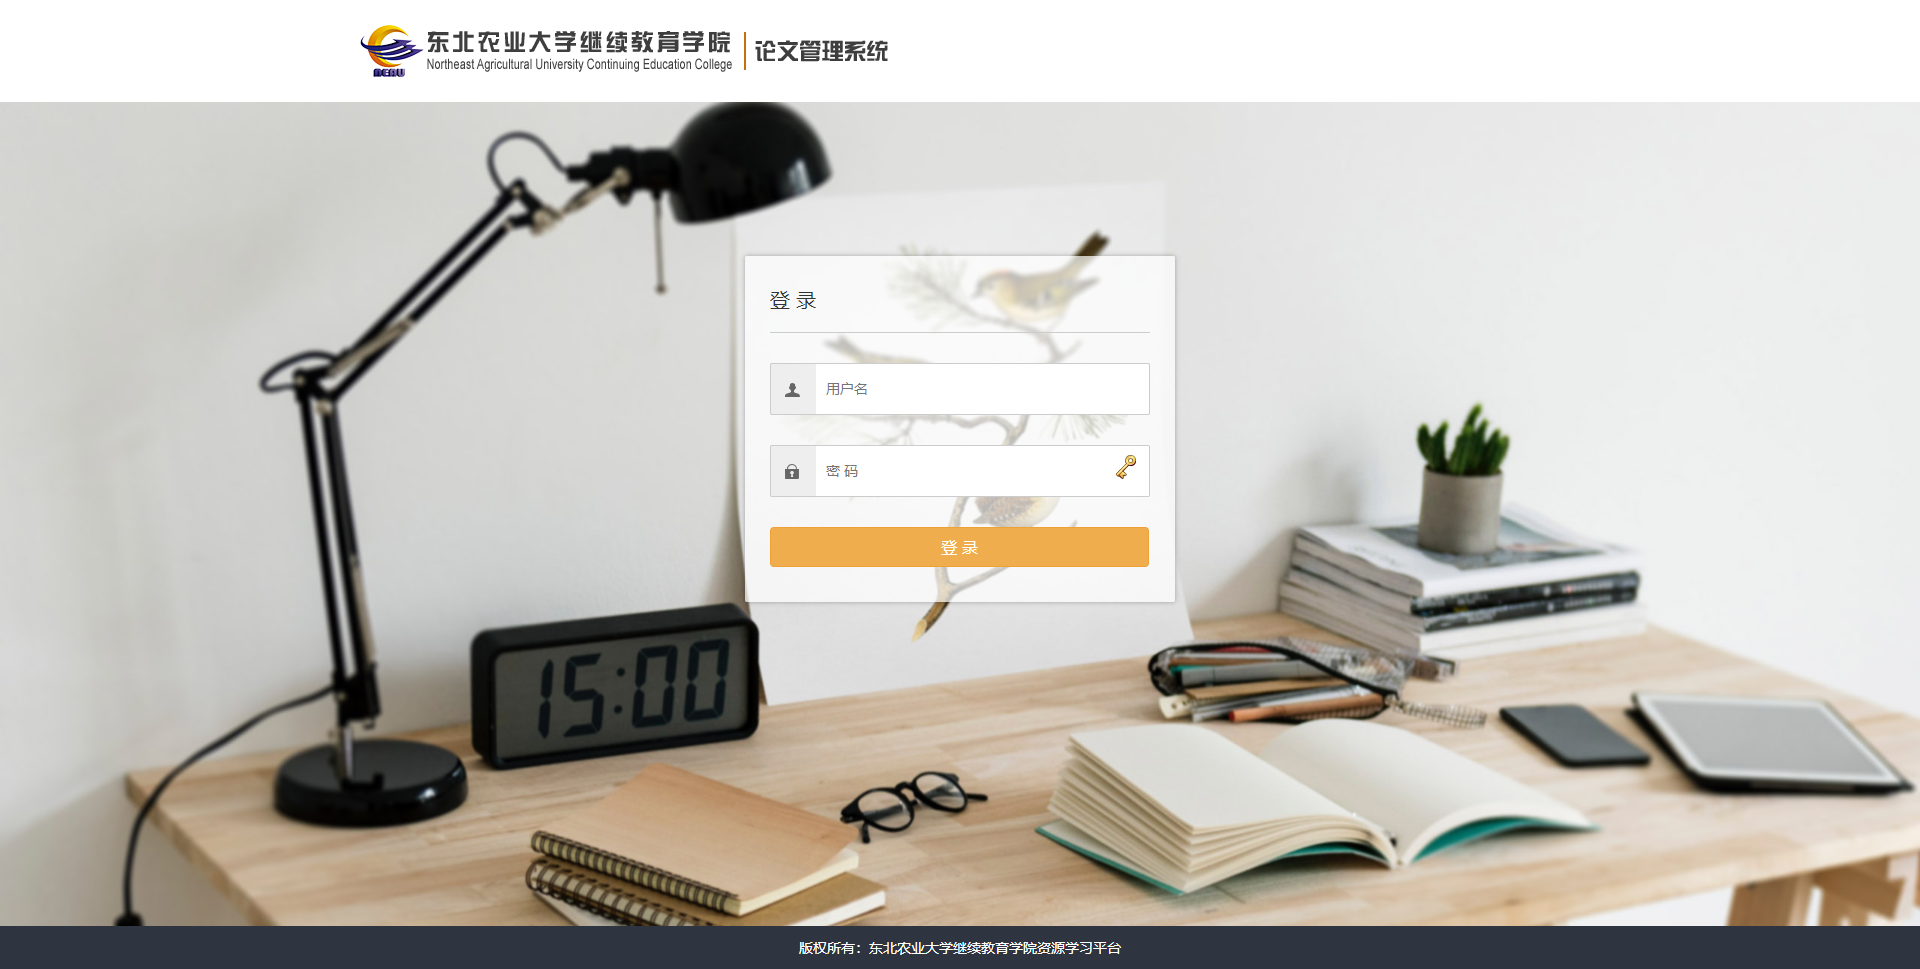 东北农业大学继续教育学院
Northeast Agricultural University Continuing Education College
论文管理系统
NEAU
登 录
用户名
密 码
登 录
15:00
版权所有：东北农业大学继续教育学院资源学习平台